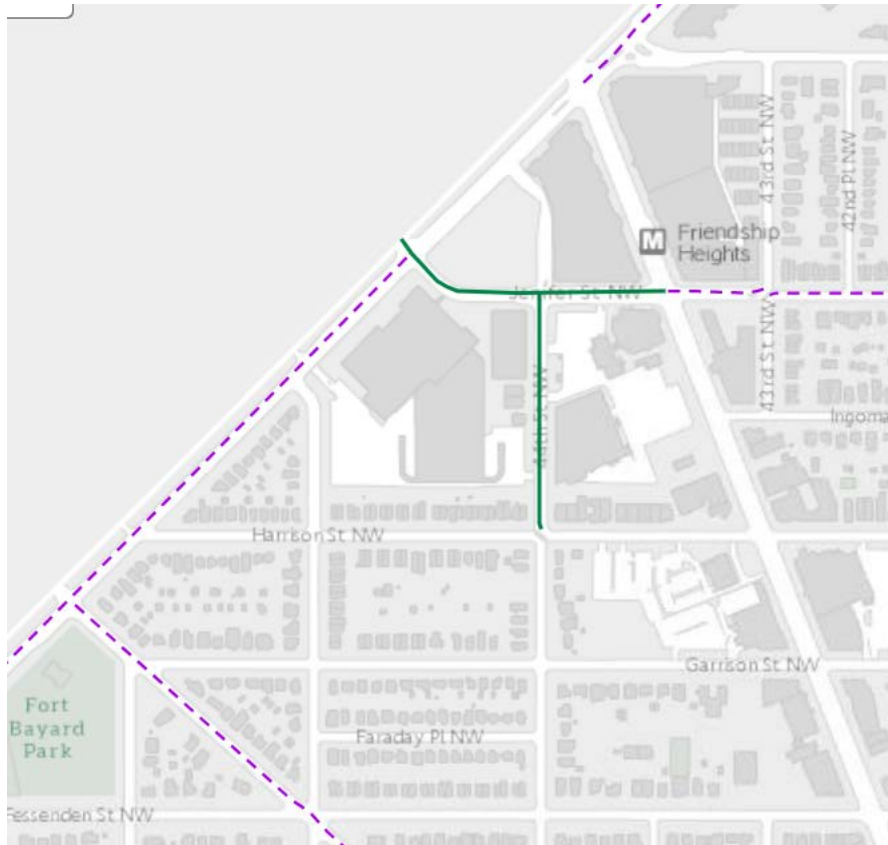 43rd St NW
42nd Pl NW
M
Friendship
Heights
Jenifer St NW
43rd St NW
44th St NW
Ingoma
Harrison St NW
Garrison St NW
Fort
Bayard
Park
Faraday Pl NW
Fessenden St NW